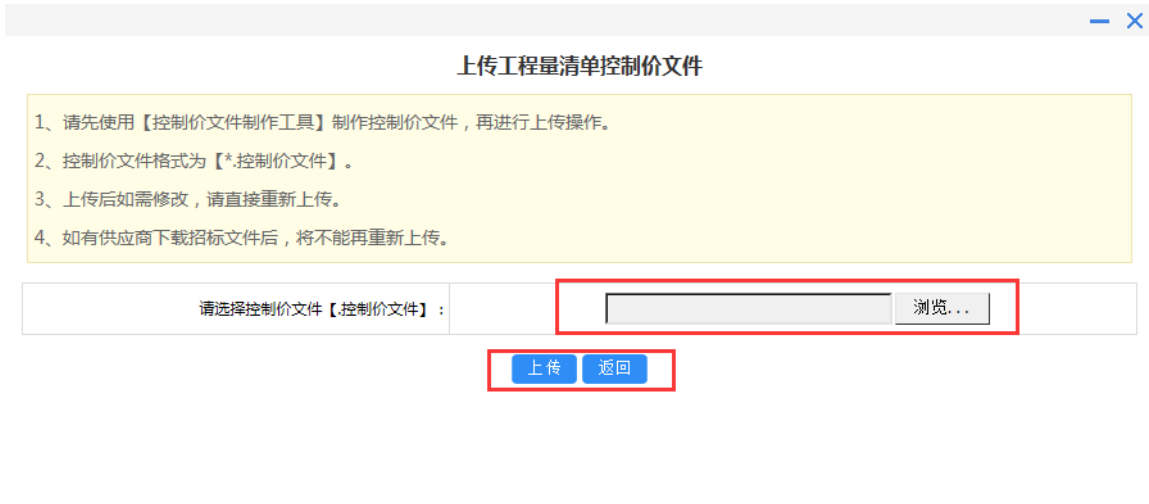 上传工程量清单控制价文件
1、请先使用【控制价文件制作工具】制作控制价文件，再进行上传操作。
2、控制价文件格式为【*.控制价文件】。
3、上传后如需修改，请直接重新上传。
4、如有供应商下载招标文件后，将不能再重新上传。
请选择控制价文件【.控制价文件】：
浏览...
上传 返回